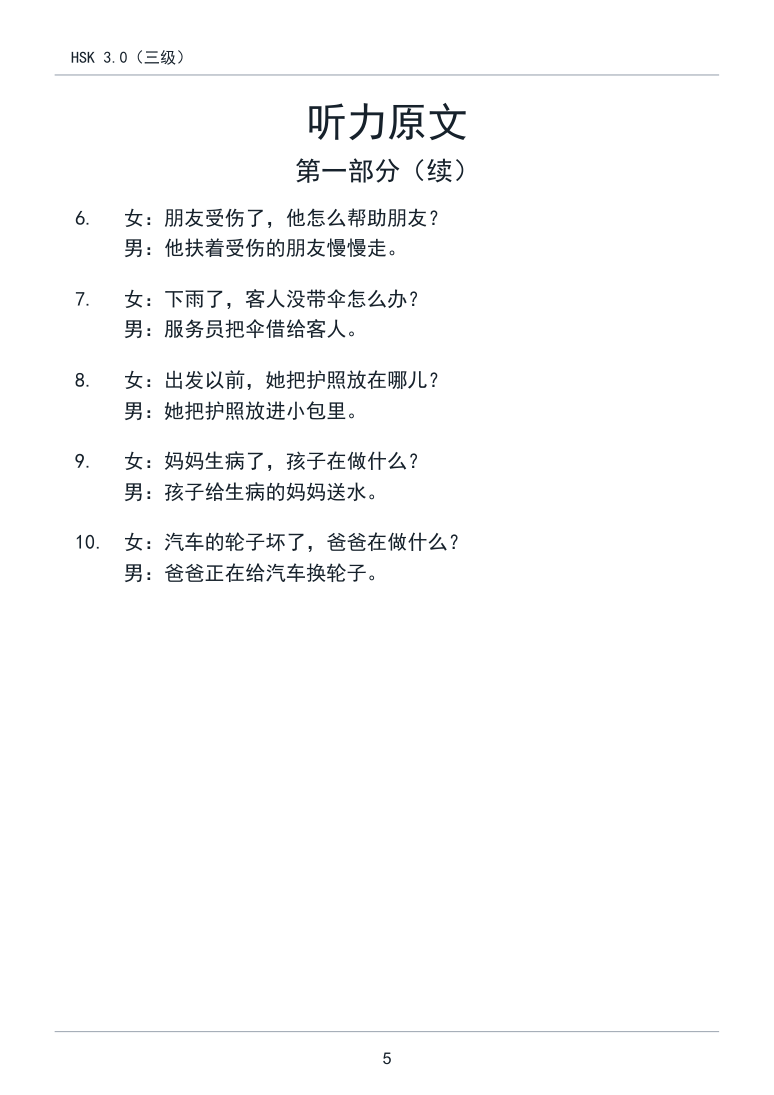 HSK 3.0（三级）
听力原文
第一部分（续）
6. 女：朋友受伤了，他怎么帮助朋友？
男：他扶着受伤的朋友慢慢走。
7. 女：下雨了，客人没带伞怎么办？
男：服务员把伞借给客人。
8. 女：出发以前，她把护照放在哪儿？
男：她把护照放进小包里。
9. 女：妈妈生病了，孩子在做什么？
男：孩子给生病的妈妈送水。
10. 女：汽车的轮子坏了，爸爸在做什么？
男：爸爸正在给汽车换轮子。
5